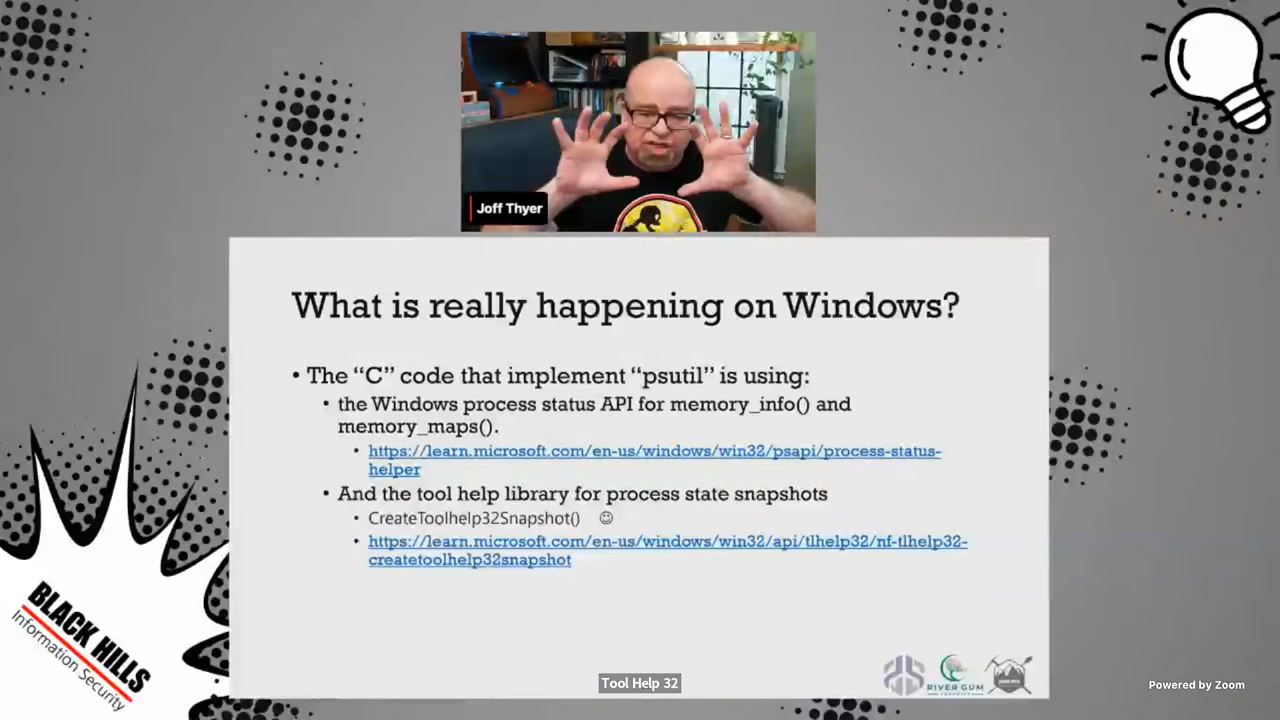 Joff Thyer
What is really happening on Windows?
• The “C” code that implement “psutil” is using:
• the Windows process status API for memory_info() and
memory_maps().
• https://learn.microsoft.com/en-us/windows/win32/psapi/process-status-
helper
• And the tool help library for process state snapshots
• CreateToolhelp32Snapshot() ☺
• https://learn.microsoft.com/en-us/windows/win32/api/tlhelp32/nf-tlhelp32-
createtoolhelp32snapshot
BLACK HILLS
Information Security
Tool Help 32
RIVER GUM
Powered by Zoom